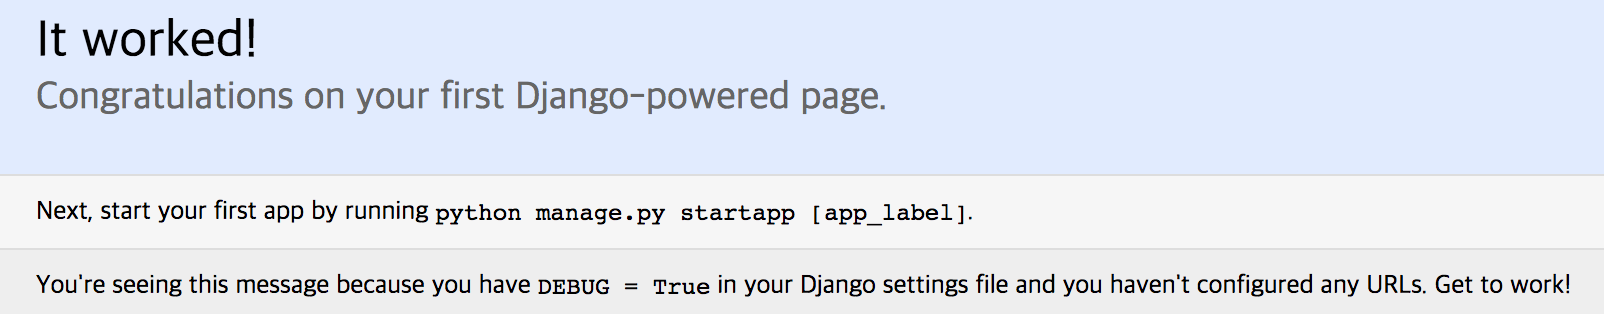 It worked!
Congratulations on your first Django-powered page.
Next, start your first app by running python manage.py startapp [app_label].
You're seeing this message because you have DEBUG = True in your Django settings file and you haven't configured any URLs. Get to work!